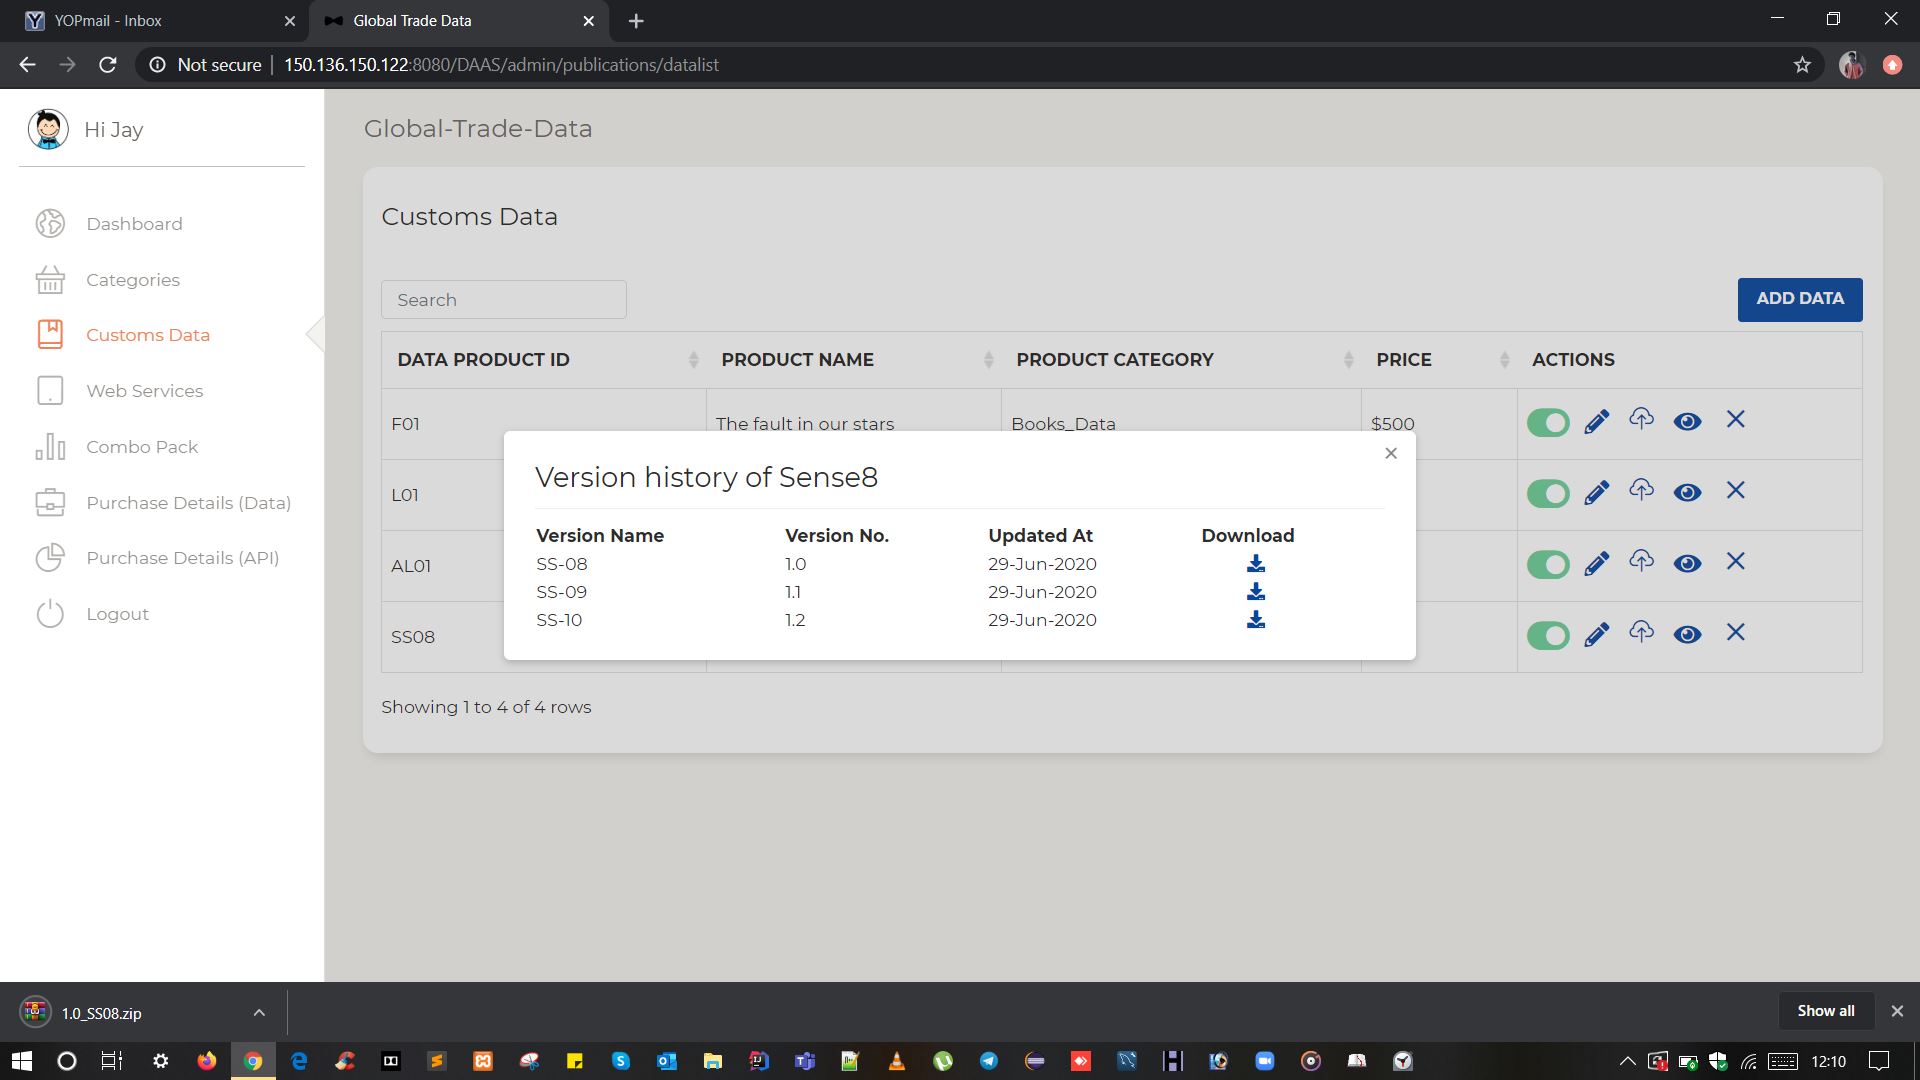 YOPmail - Inbox
Global Trade Data
Not secure
150.136.150.122:8080/DAAS/admin/publications/datalist
Hi Jay
Dashboard
Categories
Customs Data
Web Services
Combo Pack
Purchase Details (Data)
Purchase Details (API)
Logout
Global-Trade-Data
Customs Data
Search
ADD DATA
DATA PRODUCT ID PRODUCT NAME PRODUCT CATEGORY PRICE ACTIONS
F01 The fault in our stars Books_Data $500
L01
AL01
SS08
Version history of Sense8
Version Name Version No. Updated At Download
SS-08 1.0 29-Jun-2020
SS-09 1.1 29-Jun-2020
SS-10 1.2 29-Jun-2020
Showing 1 to 4 of 4 rows
1.0_SS08.zip
Show all
12:10